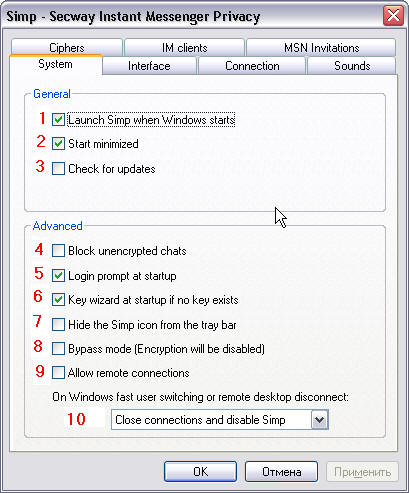 Simp - Secway Instant Messenger Privacy
Ciphers IM clients MSN Invitations
System Interface Connection Sounds
General
1 Launch Simp when Windows starts
2 Start minimized
3 Check for updates
Advanced
4 Block unencrypted chats
5 Login prompt at startup
6 Key wizard at startup if no key exists
7 Hide the Simp icon from the tray bar
8 Bypass mode (Encryption will be disabled)
9 Allow remote connections
On Windows fast user switching or remote desktop disconnect:
10 Close connections and disable Simp
OK Отмена Применить